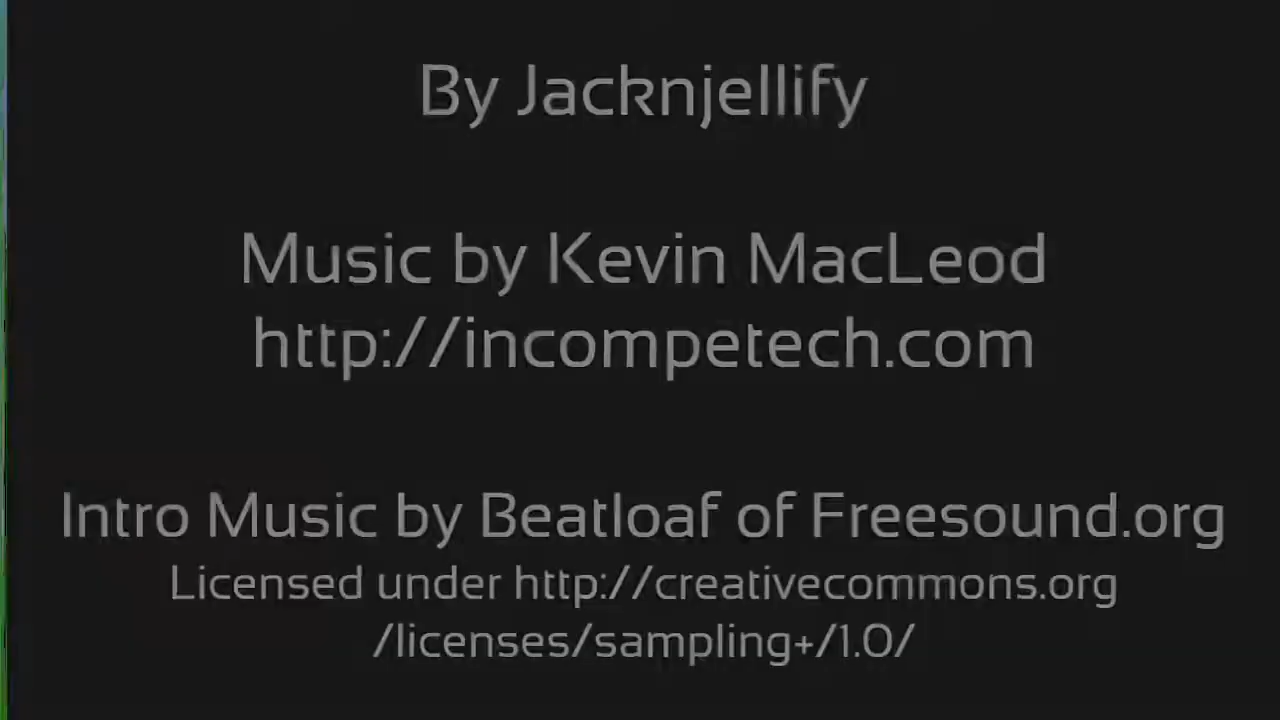 By Jacknjellify
Music by Kevin MacLeod
http://incompetech.com
Intro Music by Beatloaf of Freesound.org
Licensed under http://creativecommons.org
/licenses/sampling+/1.0/